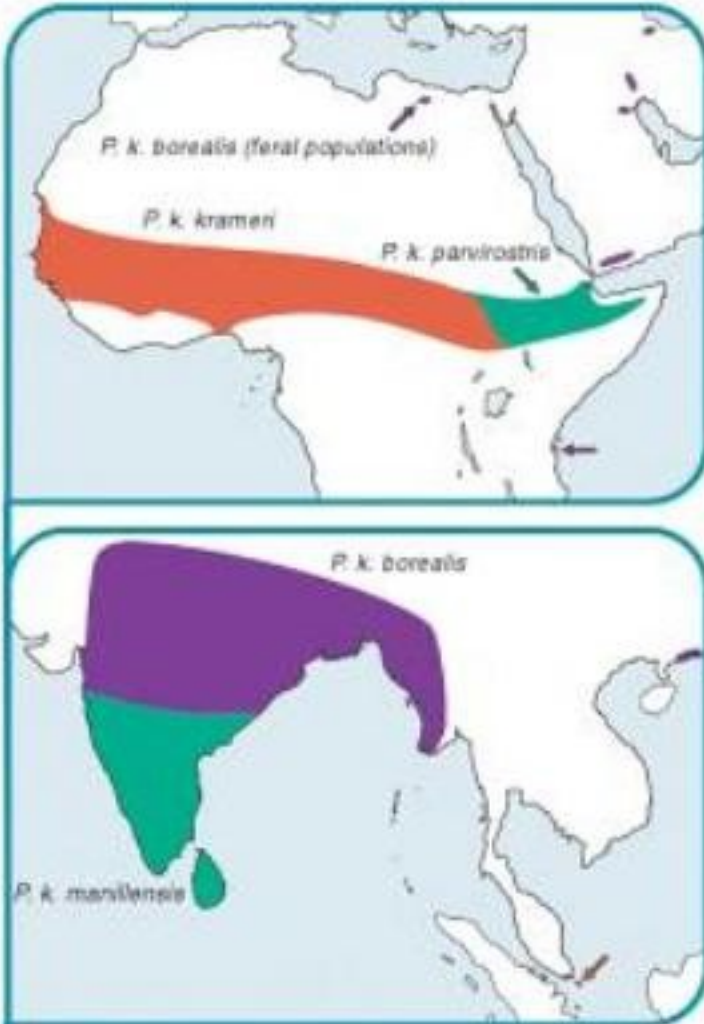 P. k. borealis (feral populations)
P. k. krameri
P. k. parvirostris
P. k. borealis
P. k. manillensis